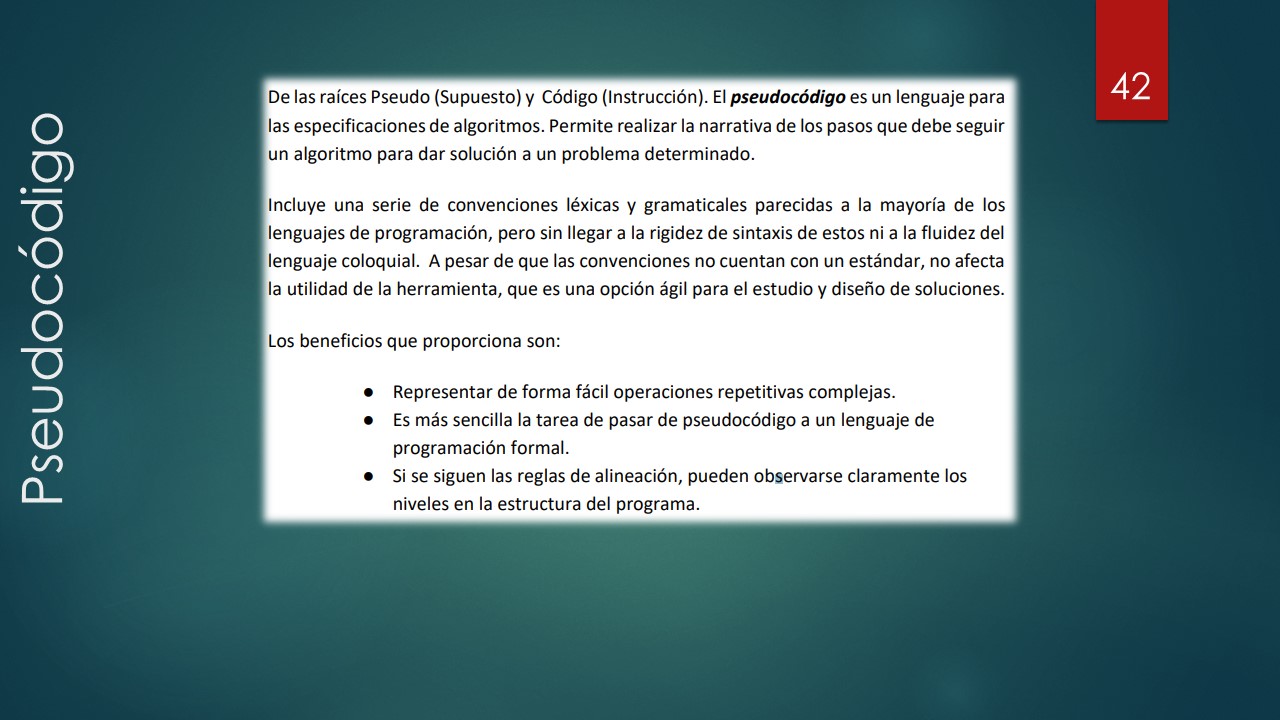 Pseudocódigo
42
De las raíces Pseudo (Supuesto) y Código (Instrucción). El pseudocódigo es un lenguaje para
las especificaciones de algoritmos. Permite realizar la narrativa de los pasos que debe seguir
un algoritmo para dar solución a un problema determinado.
Incluye una serie de convenciones léxicas y gramaticales parecidas a la mayoría de los
lenguajes de programación, pero sin llegar a la rigidez de sintaxis de estos ni a la fluidez del
lenguaje coloquial. A pesar de que las convenciones no cuentan con un estándar, no afecta
la utilidad de la herramienta, que es una opción ágil para el estudio y diseño de soluciones.
Los beneficios que proporciona son:
● Representar de forma fácil operaciones repetitivas complejas.
● Es más sencilla la tarea de pasar de pseudocódigo a un lenguaje de
programación formal.
● Si se siguen las reglas de alineación, pueden observarse claramente los
niveles en la estructura del programa.